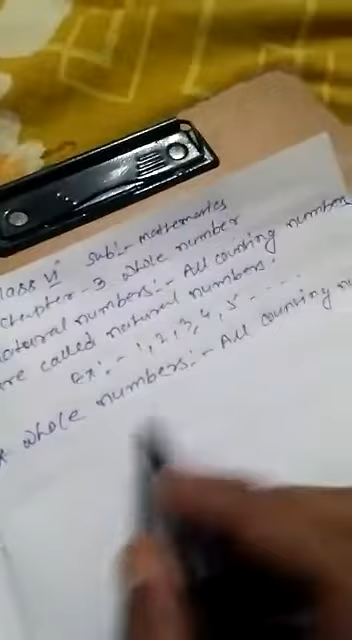 Class VI Sub:- Mathematics
Chapter-3 whole number
Natural numbers:- All counting numbers
are called natural numbers.
Ex:- 1, 2, 3, 4, 5 - - - -
* whole numbers:- All counting